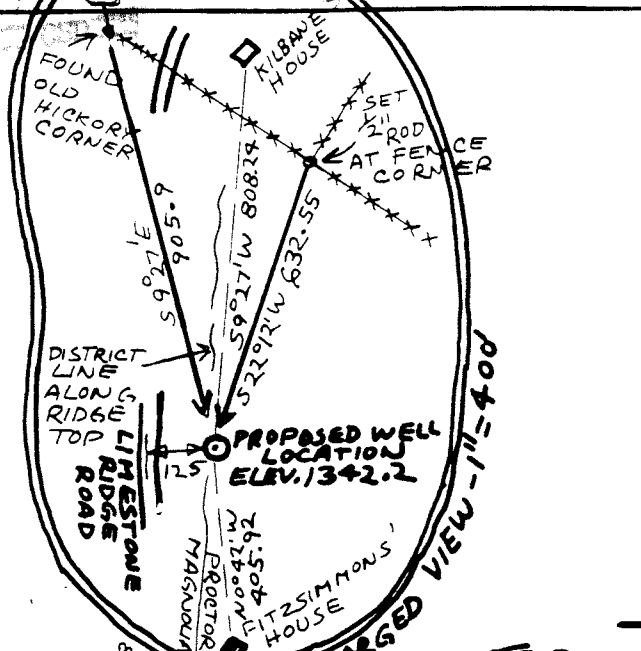 FOUND
OLD
HICKORY
CORNER
KILBANE
HOUSE
SET
1/2"
ROD
AT FENCE
CORNER
S9°27'E
905.9
S9°27'W 808.24
S22°12'W 632.55
DISTRICT
LINE
ALONG
RIDGE
TOP
LIMESTONE
RIDGE
ROAD
125
PROPOSED WELL
LOCATION
ELEV. 1342.2
MAGNOLIA
PROCTOR
N0°42'W
405.92
FITZSIMMONS'
HOUSE
ARGED VIEW-1"=400'